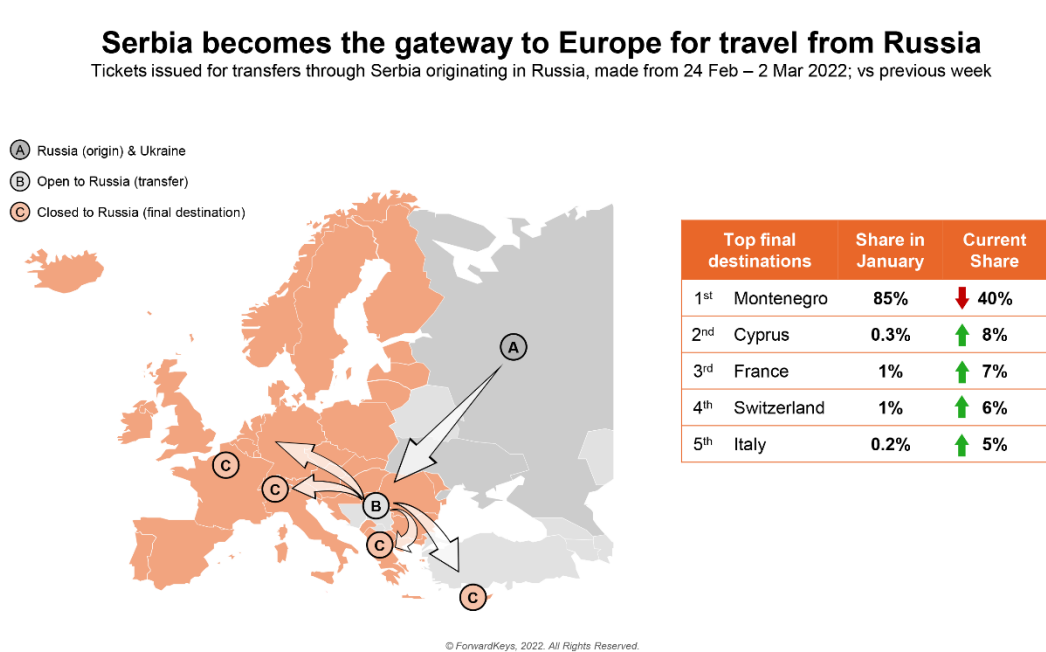 Serbia becomes the gateway to Europe for travel from Russia
Tickets issued for transfers through Serbia originating in Russia, made from 24 Feb – 2 Mar 2022; vs previous week
A Russia (origin) & Ukraine
B Open to Russia (transfer)
C Closed to Russia (final destination)
A
C
C
B
C
C
Top final destinations Share in January Current Share
1st Montenegro 85% 40%
2nd Cyprus 0.3% 8%
3rd France 1% 7%
4th Switzerland 1% 6%
5th Italy 0.2% 5%
© ForwardKeys, 2022. All Rights Reserved.